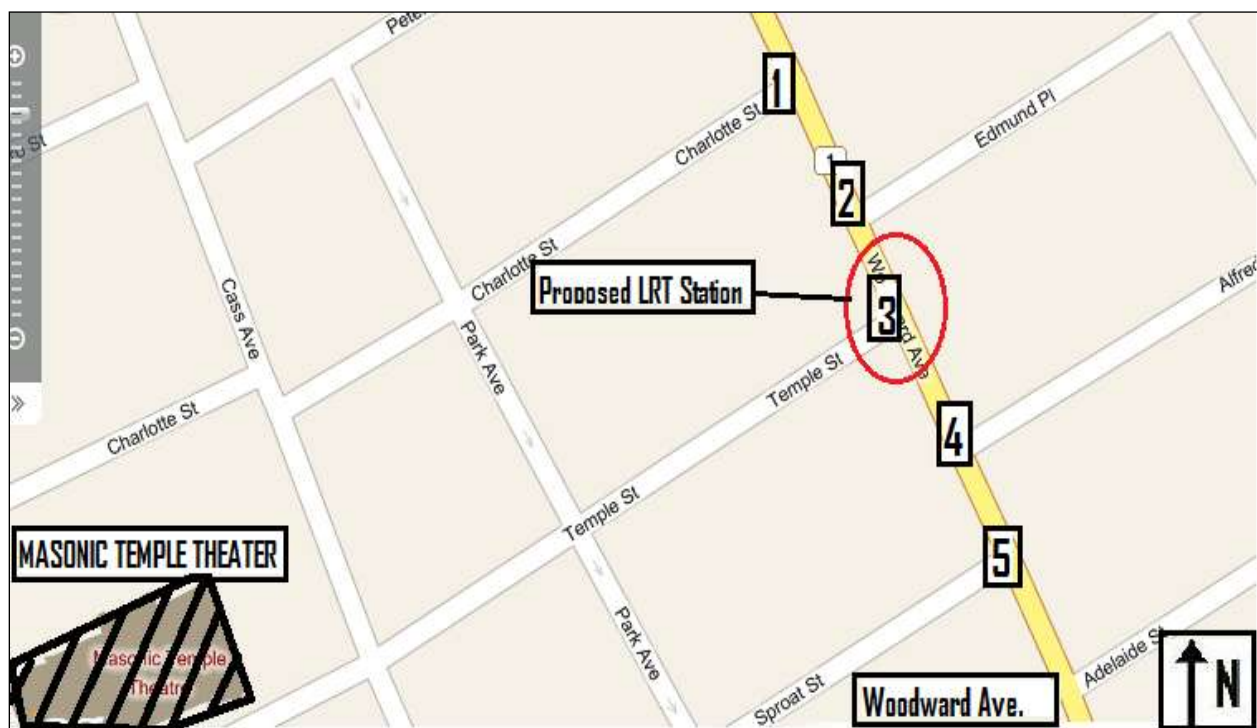 Peter
1
Charlotte St
Edmund Pl
1
2
Charlotte St
Alfred
Proposed LRT Station
3
Cass Ave
Park Ave
Temple St
4
Charlotte St
Temple St
MASONIC TEMPLE THEATER
5
Park Ave
Masonic Temple
Theatre
Adelaide St
Sproat St
Woodward Ave.
N